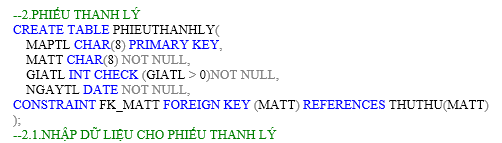 --2.PHIẾU THANH LÝ
CREATE TABLE PHIEUTHANHLY(
MAPTL CHAR(8) PRIMARY KEY,
MATT CHAR(8) NOT NULL,
GIATL INT CHECK (GIATL > 0)NOT NULL,
NGAYTL DATE NOT NULL,
CONSTRAINT FK_MATT FOREIGN KEY (MATT) REFERENCES THUTHU(MATT)
);
--2.1.NHẬP DỮ LIỆU CHO PHIẾU THANH LÝ